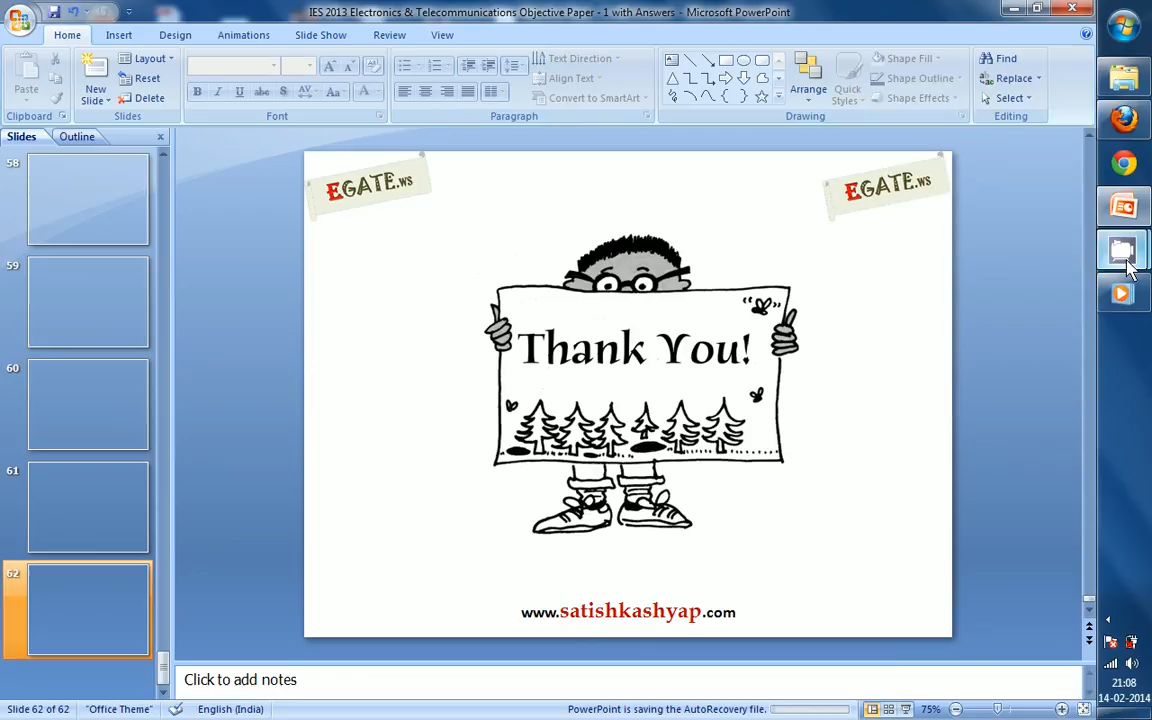 IES 2013 Electronics & Telecommunications Objective Paper - 1 with Answers - Microsoft PowerPoint
Home Insert Design Animations Slide Show Review View
Paste
Clipboard
New Slide
Layout
Reset
Delete
Slides
B I U abc S AV Aa A
Font
Text Direction
Align Text
Convert to SmartArt
Paragraph
Arrange
Quick Styles
Shape Fill
Shape Outline
Shape Effects
Drawing
Find
Replace
Select
Editing
Slides Outline
58
59
60
61
62
EGATE.ws
EGATE.ws
Thank You!
www.satishkashyap.com
Click to add notes
Slide 62 of 62 "Office Theme" English (India) PowerPoint is saving the AutoRecovery file. 75%
21:08
14-02-2014